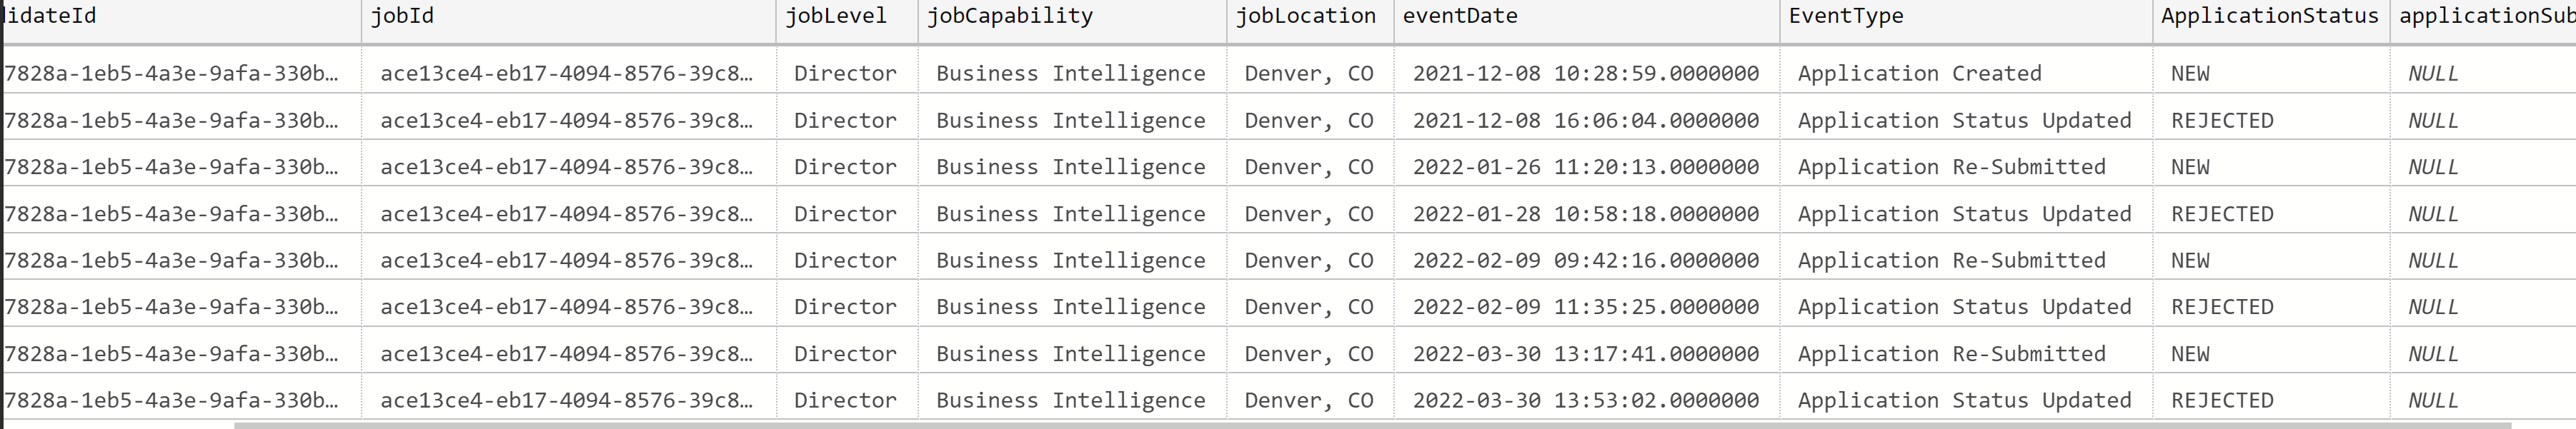 idateId jobId jobLevel jobCapability jobLocation eventDate EventType ApplicationStatus applicationSub
7828a-1eb5-4a3e-9afa-330b… ace13ce4-eb17-4094-8576-39c8… Director Business Intelligence Denver, CO 2021-12-08 10:28:59.0000000 Application Created NEW NULL
7828a-1eb5-4a3e-9afa-330b… ace13ce4-eb17-4094-8576-39c8… Director Business Intelligence Denver, CO 2021-12-08 16:06:04.0000000 Application Status Updated REJECTED NULL
7828a-1eb5-4a3e-9afa-330b… ace13ce4-eb17-4094-8576-39c8… Director Business Intelligence Denver, CO 2022-01-26 11:20:13.0000000 Application Re-Submitted NEW NULL
7828a-1eb5-4a3e-9afa-330b… ace13ce4-eb17-4094-8576-39c8… Director Business Intelligence Denver, CO 2022-01-28 10:58:18.0000000 Application Status Updated REJECTED NULL
7828a-1eb5-4a3e-9afa-330b… ace13ce4-eb17-4094-8576-39c8… Director Business Intelligence Denver, CO 2022-02-09 09:42:16.0000000 Application Re-Submitted NEW NULL
7828a-1eb5-4a3e-9afa-330b… ace13ce4-eb17-4094-8576-39c8… Director Business Intelligence Denver, CO 2022-02-09 11:35:25.0000000 Application Status Updated REJECTED NULL
7828a-1eb5-4a3e-9afa-330b… ace13ce4-eb17-4094-8576-39c8… Director Business Intelligence Denver, CO 2022-03-30 13:17:41.0000000 Application Re-Submitted NEW NULL
7828a-1eb5-4a3e-9afa-330b… ace13ce4-eb17-4094-8576-39c8… Director Business Intelligence Denver, CO 2022-03-30 13:53:02.0000000 Application Status Updated REJECTED NULL